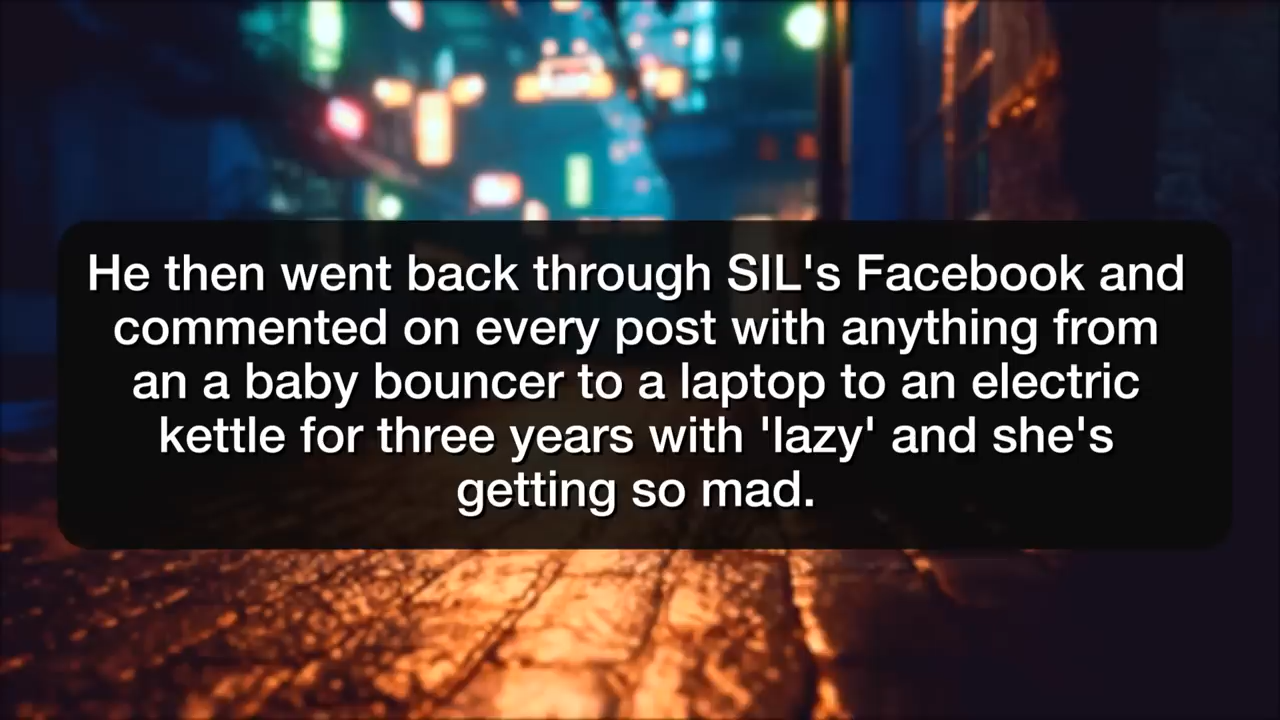 He then went back through SIL's Facebook and
commented on every post with anything from
an a baby bouncer to a laptop to an electric
kettle for three years with 'lazy' and she's
getting so mad.